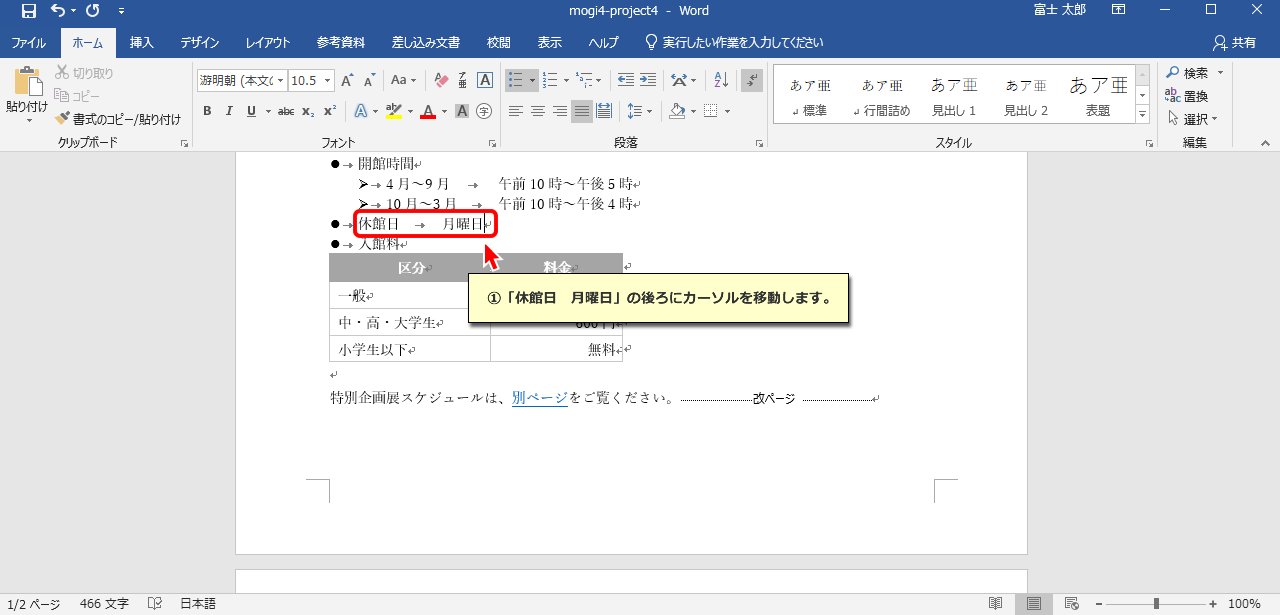 mogi4-project4 - Word
富士 太郎
ファイル ホーム 挿入 デザイン レイアウト 参考資料 差し込み文書 校閲 表示 ヘルプ 実行したい作業を入力してください 共有
貼り付け
切り取り
コピー
書式のコピー/貼り付け
クリップボード
游明朝 (本文の 10.5
Aa
B I U abc x₂ x²
フォント
段落
あア亜 あア亜 あア亜 あア亜 あア亜
標準 行間詰め 見出し 1 見出し 2 表題
スタイル
検索
置換
選択
編集
● → 開館時間
➢ → 4 月～9 月 → 午前 10 時～午後 5 時
➢ → 10 月～3 月 → 午前 10 時～午後 4 時
● → 休館日 → 月曜日
● → 入館料
区分 料金
①「休館日　月曜日」の後ろにカーソルを移動します。
一般
中・高・大学生 600 円
小学生以下 無料
特別企画展スケジュールは、別ページをご覧ください。 改ページ
1/2 ページ 466 文字 日本語 100%